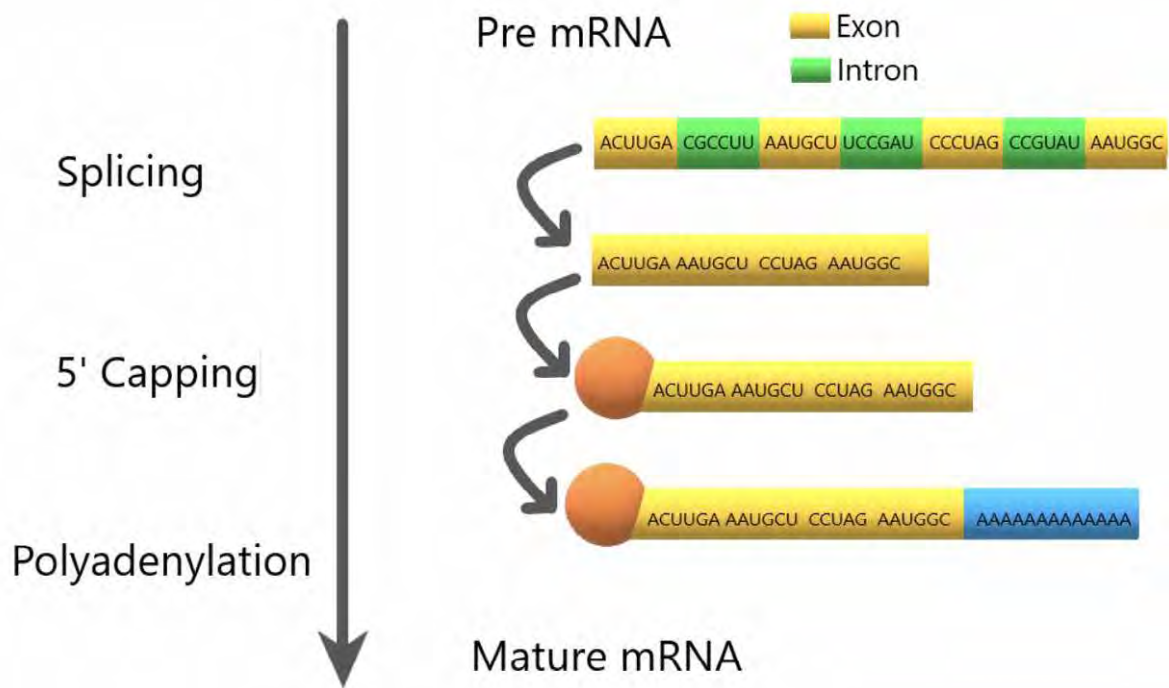 Pre mRNA
Exon
Intron
ACUUGA CGCCUU AAUGCU UCCGAU CCCUAG CCGUAU AAUGGC
Splicing
ACUUGA AAUGCU CCUAG AAUGGC
5' Capping
ACUUGA AAUGCU CCUAG AAUGGC
ACUUGA AAUGCU CCUAG AAUGGC AAAAAAAAAAAAA
Polyadenylation
Mature mRNA